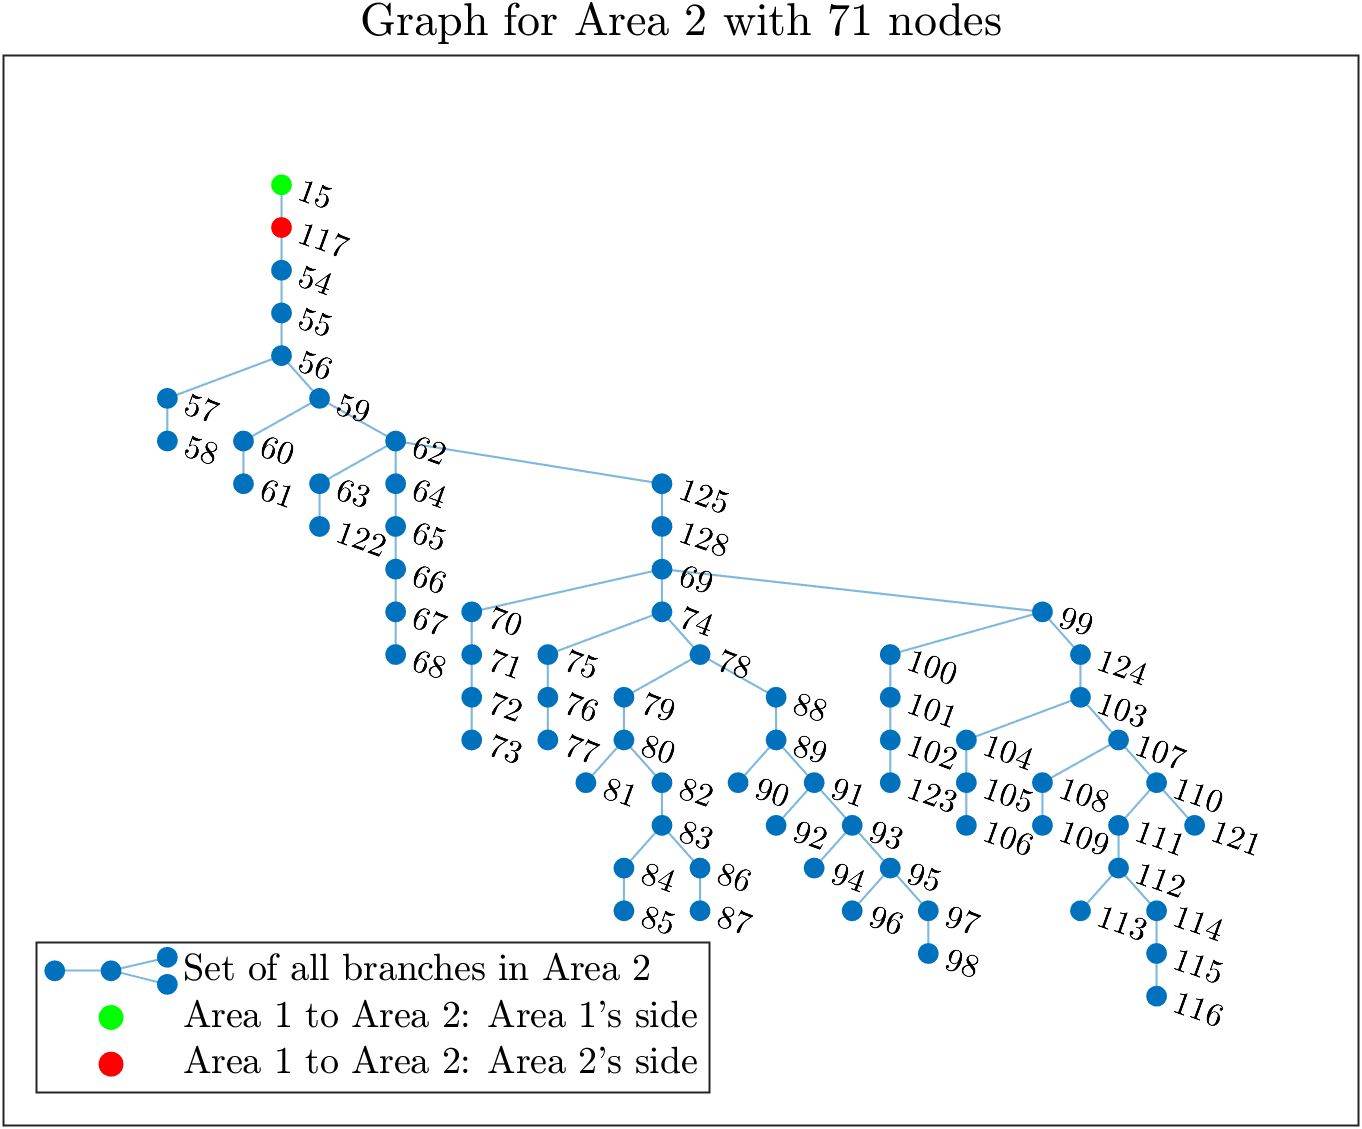 Graph for Area 2 with 71 nodes
15
117
54
55
56
57 59
58 60 62
61 63 64 125
122 65 128
66 69
67 70 74 99
68 71 75 78 100 124
72 76 79 88 101 103
73 77 80 89 102 104 107
81 82 90 91 123 105 108 110
83 92 93 106 109 111 121
84 86 94 95 112
85 87 96 97 113 114
98 115
116
Set of all branches in Area 2
Area 1 to Area 2: Area 1's side
Area 1 to Area 2: Area 2's side